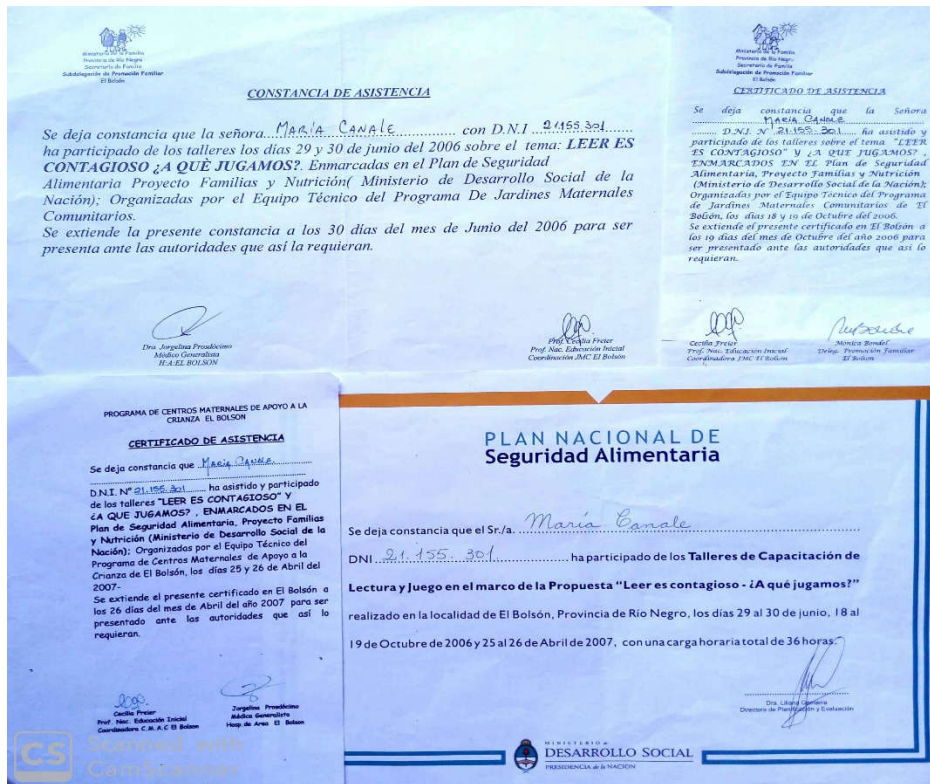 Ministerio de la Familia
Provincia de Río Negro
Secretaría de Familia
Subdelegación de Promoción Familiar
El Bolsón
CONSTANCIA DE ASISTENCIA
Se deja constancia que la señora. MARÍA CANALE con D.N.I 21.155.301
ha participado de los talleres los días 29 y 30 de junio del 2006 sobre el tema: LEER ES
CONTAGIOSO ¿A QUÈ JUGAMOS?. Enmarcadas en el Plan de Seguridad
Alimentaria Proyecto Familias y Nutrición( Ministerio de Desarrollo Social de la
Nación); Organizadas por el Equipo Técnico del Programa De Jardines Maternales
Comunitarios.
Se extiende la presente constancia a los 30 días del mes de Junio del 2006 para ser
presenta ante las autoridades que así la requieran.
Dra Jorgelina Prosdócimo
Médico Generalista
H.A.EL BOLSON
Prof. Cecilia Freier
Prof. Nac. Educación Inicial
Coordinación JMC El Bolsón
Ministerio de la Familia
Provincia de Río Negro
Secretaría de Familia
Subdelegación de Promoción Familiar
El Bolsón
CERTIFICADO DE ASISTENCIA
Se deja constancia que la Señora
MARÍA CANALE
D.N.I. N° 21.155.301 ha asistido y
participado de los talleres sobre el tema "LEER
ES CONTAGIOSO" Y ¿A QUE JUGAMOS? ,
ENMARCADOS EN EL Plan de Seguridad
Alimentaria, Proyecto Familias y Nutrición
(Ministerio de Desarrollo Social de la Nación);
Organizadas por el Equipo Técnico del Programa
de Jardines Maternales Comunitarios de El
Bolsón, los días 18 y 19 de Octubre del 2006.
Se extiende el presente certificado en El Bolsón a
los 19 días del mes de Octubre del año 2006 para
ser presentado ante las autoridades que así lo
requieran.
Cecilia Freier
Prof. Nac. Educación Inicial
Coordinadora JMC El Bolsón
Monica Bondel
Deleg. Promoción Familiar
El Bolsón
PROGRAMA DE CENTROS MATERNALES DE APOYO A LA
CRIANZA EL BOLSON
CERTIFICADO DE ASISTENCIA
Se deja constancia que MARÍA CANALE
D.N.I. N° 21.155.301 ha asistido y participado
de los talleres "LEER ES CONTAGIOSO" Y
¿A QUE JUGAMOS? , ENMARCADOS EN EL
Plan de Seguridad Alimentaria, Proyecto Familias
y Nutrición (Ministerio de Desarrollo Social de la
Nación); Organizadas por el Equipo Técnico del
Programa de Centros Maternales de Apoyo a la
Crianza de El Bolsón, los días 25 y 26 de Abril del
2007-
Se extiende el presente certificado en El Bolsón a
los 26 días del mes de Abril del año 2007 para ser
presentado ante las autoridades que así lo
requieran.
Cecilia Freier
Prof. Nac. Educación Inicial
Coordinadora C.M.A.C El Bolson
Jorgelina Prosdócimo
Médica Generalista
Hosp. de Area El Bolson
PLAN NACIONAL DE
Seguridad Alimentaria
Se deja constancia que el Sr./a. María Canale
DNI 21.155.301 ha participado de los Talleres de Capacitación de
Lectura y Juego en el marco de la Propuesta "Leer es contagioso - ¿A qué jugamos?"
realizado en la localidad de El Bolsón, Provincia de Rio Negro, los días 29 al 30 de junio, 18 al
19 de Octubre de 2006 y 25 al 26 de Abril de 2007, con una carga horaria total de 36 horas.
Dra. Liliana
Directora de Planificación y Evaluación
MINISTERIO de
DESARROLLO SOCIAL
PRESIDENCIA de la NACIÓN
CS Scanned with
CamScanner